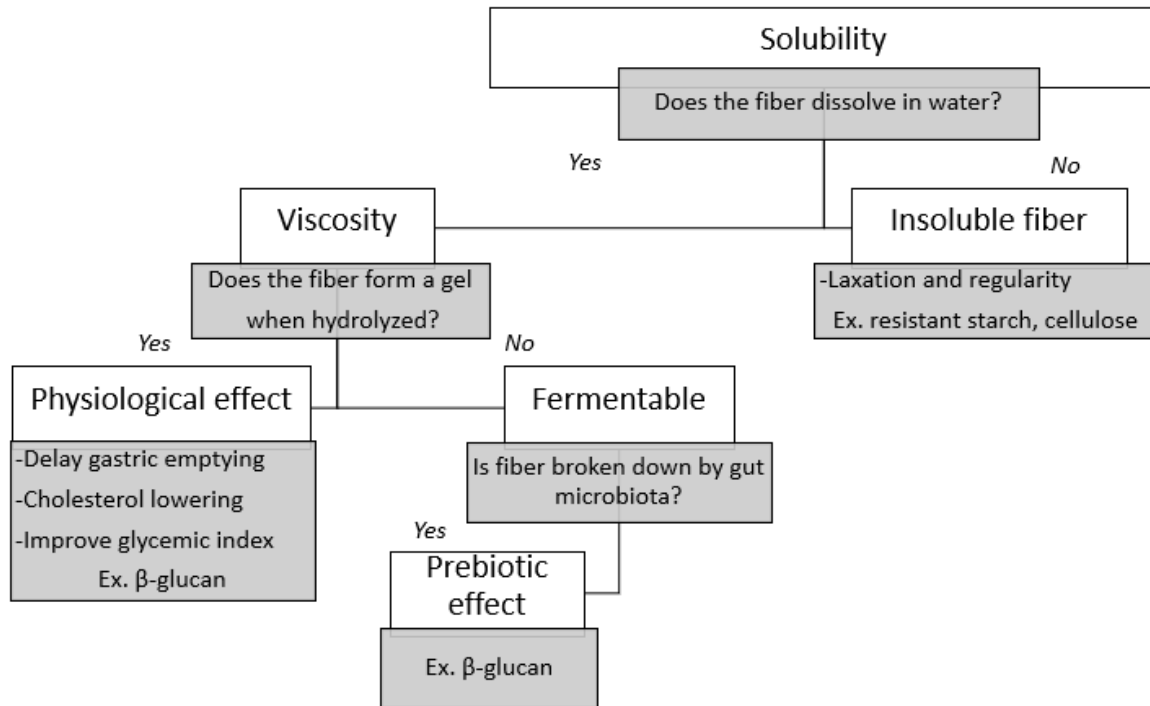 Solubility
Does the fiber dissolve in water?
Yes
No
Viscosity
Insoluble fiber
Does the fiber form a gel
when hydrolyzed?
-Laxation and regularity
Ex. resistant starch, cellulose
Yes
No
Physiological effect
Fermentable
-Delay gastric emptying
-Cholesterol lowering
-Improve glycemic index
Ex. β-glucan
Is fiber broken down by gut
microbiota?
Yes
Prebiotic
effect
Ex. β-glucan